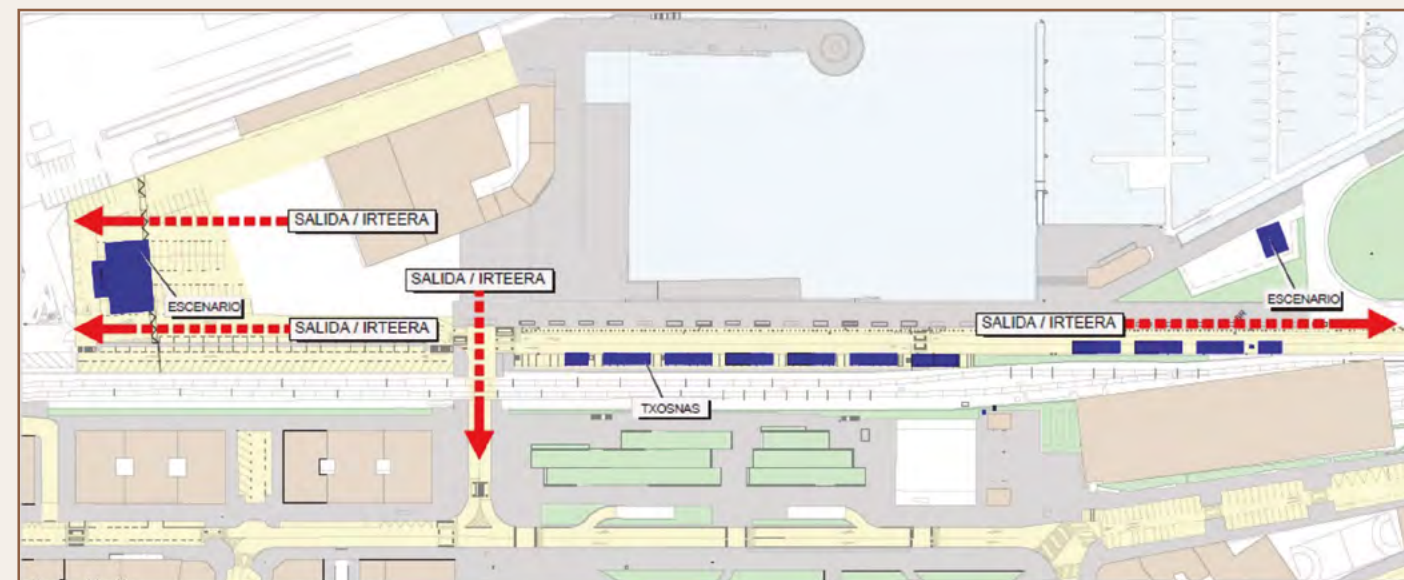 SALIDA / IRTEERA
SALIDA / IRTEERA
ESCENARIO
ESCENARIO
SALIDA / IRTEERA
SALIDA / IRTEERA
TXOSNAS